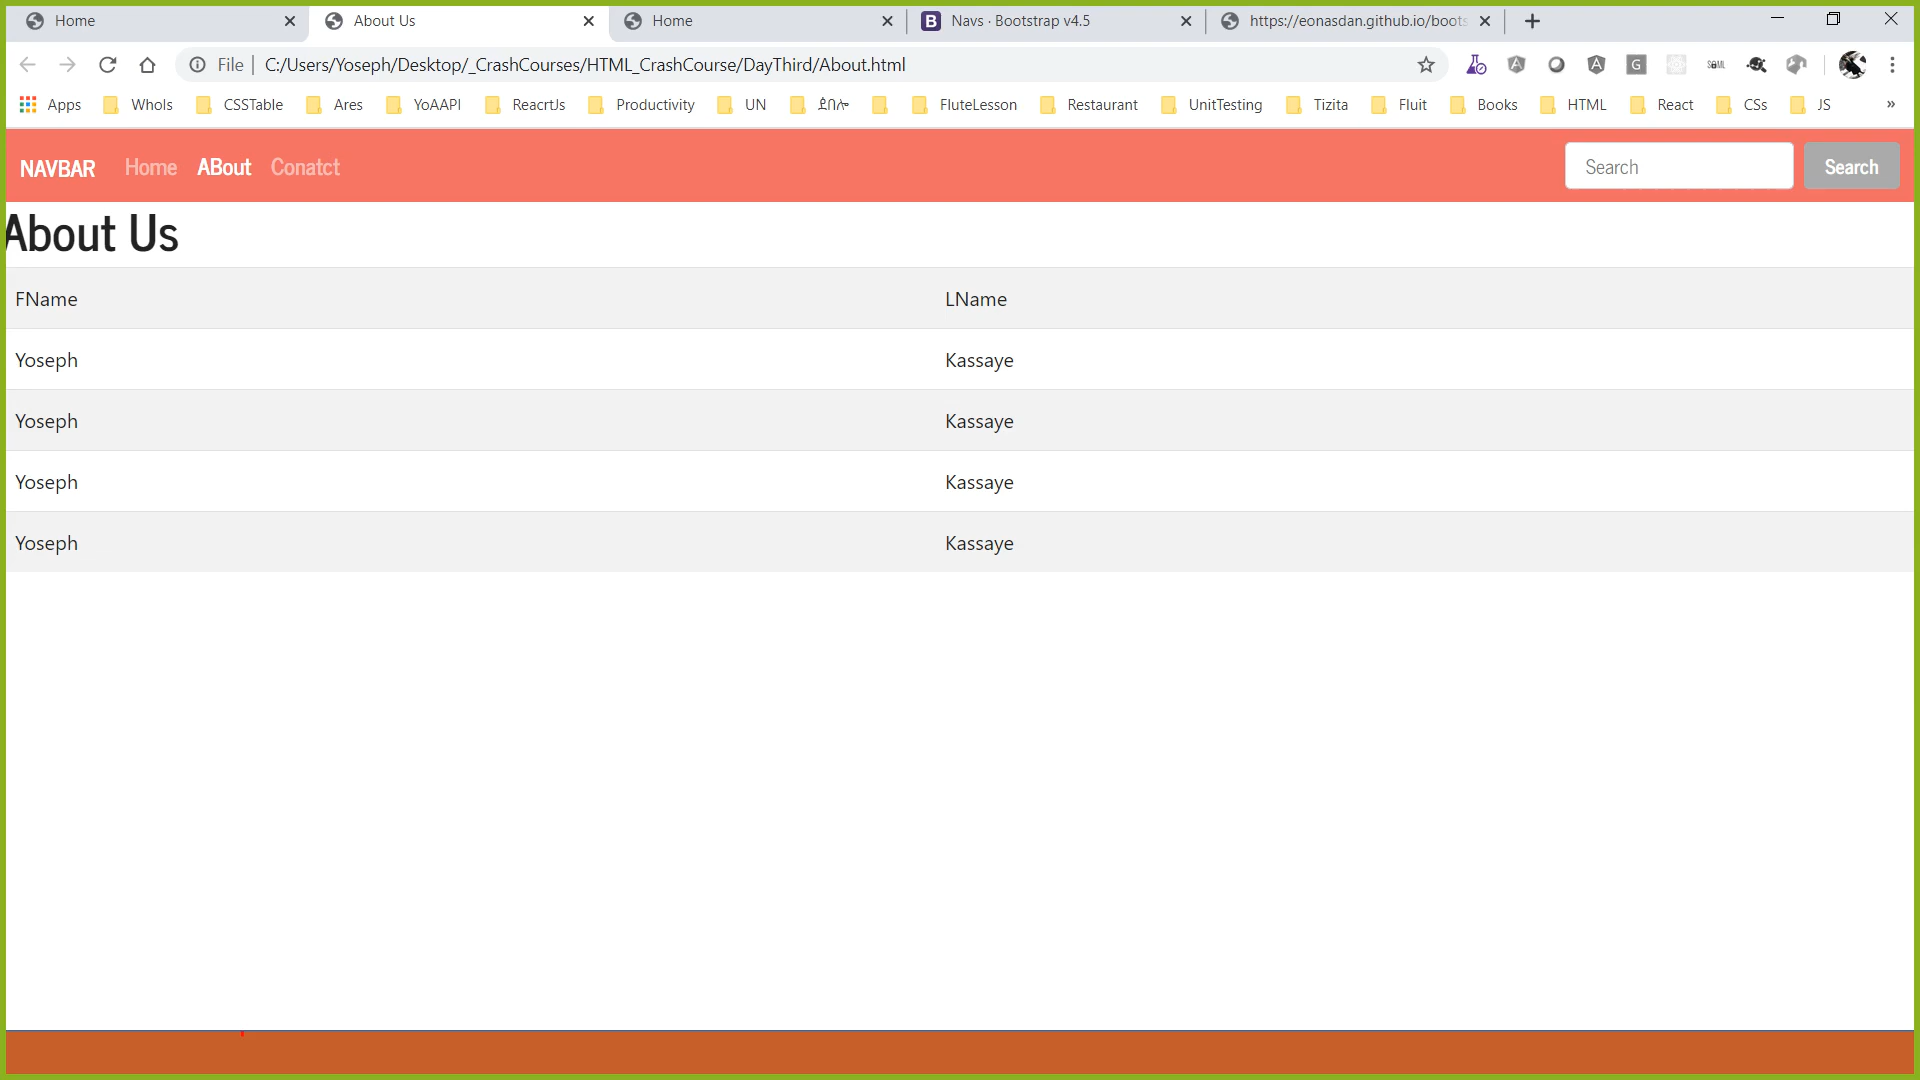 Home About Us Home Navs · Bootstrap v4.5 https://eonasdan.github.io/boots
File C:/Users/Yoseph/Desktop/_CrashCourses/HTML_CrashCourse/DayThird/About.html
Apps WhoIs CSSTable Ares YoAAPI ReacrtJs Productivity UN FluteLesson Restaurant UnitTesting Tizita Fluit Books HTML React CSs JS »
NAVBAR Home ABout Conatct Search Search
About Us
FName LName
Yoseph Kassaye
Yoseph Kassaye
Yoseph Kassaye
Yoseph Kassaye